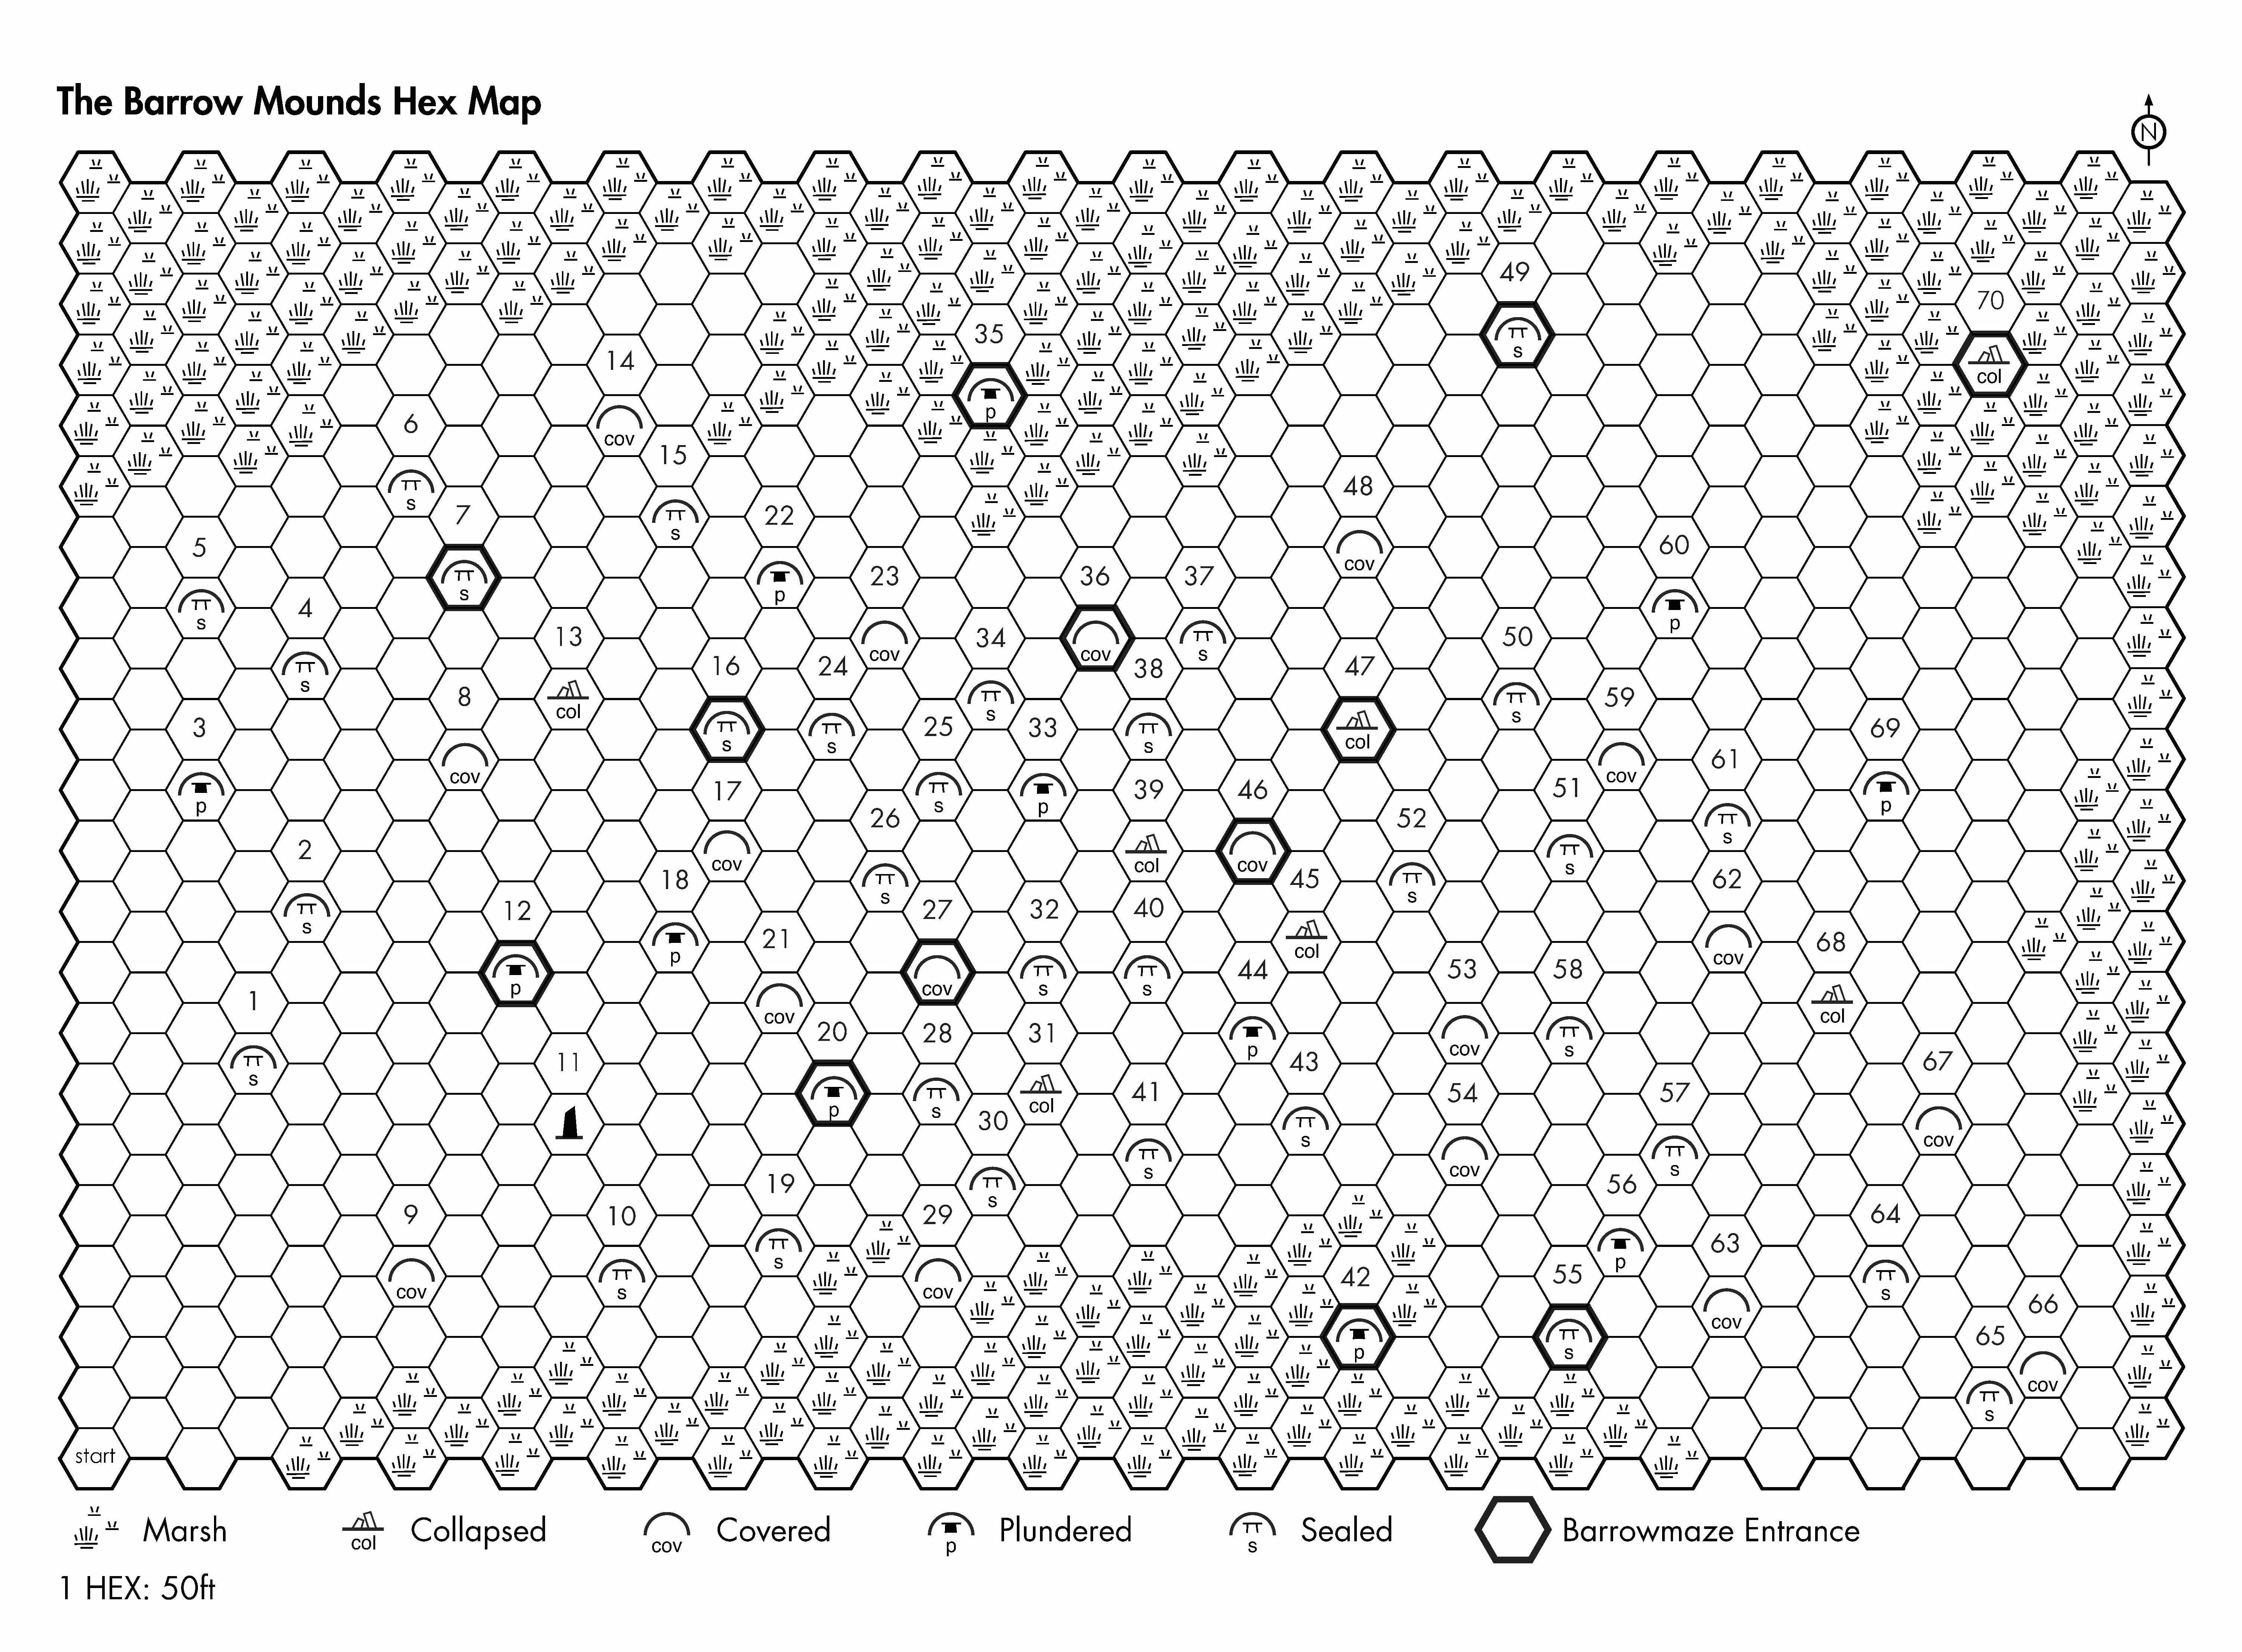 The Barrow Mounds Hex Map
N
49
70
35
s
14
col
p
6
cov
15
s
48
7
s
22
5
60
cov
s
p
23
36
37
4
s
p
13
34
50
cov
cov
s
16
24
38
47
s
8
col
s
59
s
3
25
33
69
s
s
s
col
61
cov
cov
17
39
46
51
p
s
p
p
26
52
s
2
cov
col
cov
s
18
45
62
s
s
12
27
32
40
s
21
68
p
col
cov
44
53
58
p
cov
s
s
1
cov
col
20
28
31
p
cov
s
11
43
67
s
41
54
57
p
s
col
30
s
cov
s
cov
s
19
56
s
9
10
29
64
63
s
p
42
55
cov
s
cov
s
66
cov
65
p
s
cov
s
start
Marsh
col Collapsed
cov Covered
p Plundered
s Sealed
Barrowmaze Entrance
1 HEX: 50ft